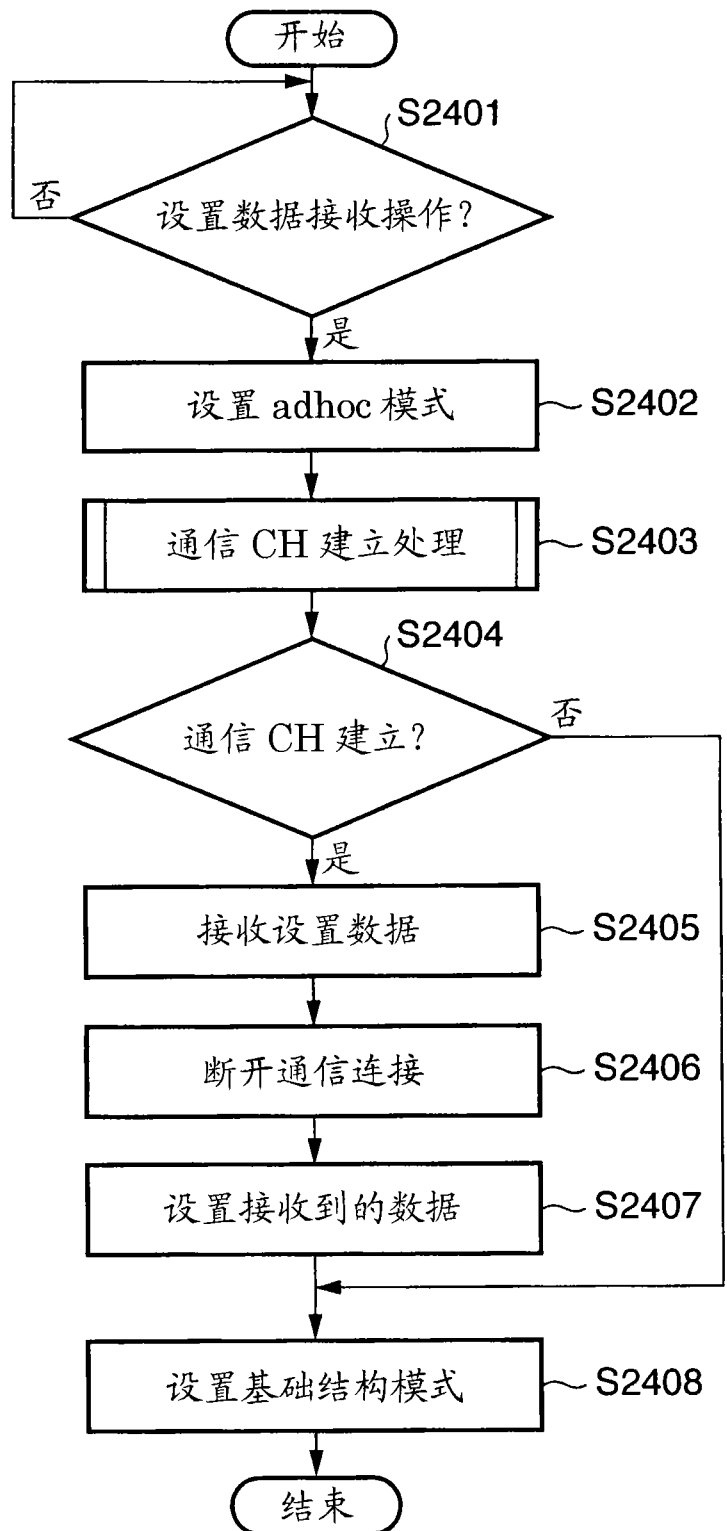 开始
S2401
否
设置数据接收操作?
是
设置 adhoc 模式
S2402
通信 CH 建立处理
S2403
S2404
通信 CH 建立?
否
是
接收设置数据
S2405
断开通信连接
S2406
设置接收到的数据
S2407
设置基础结构模式
S2408
结束